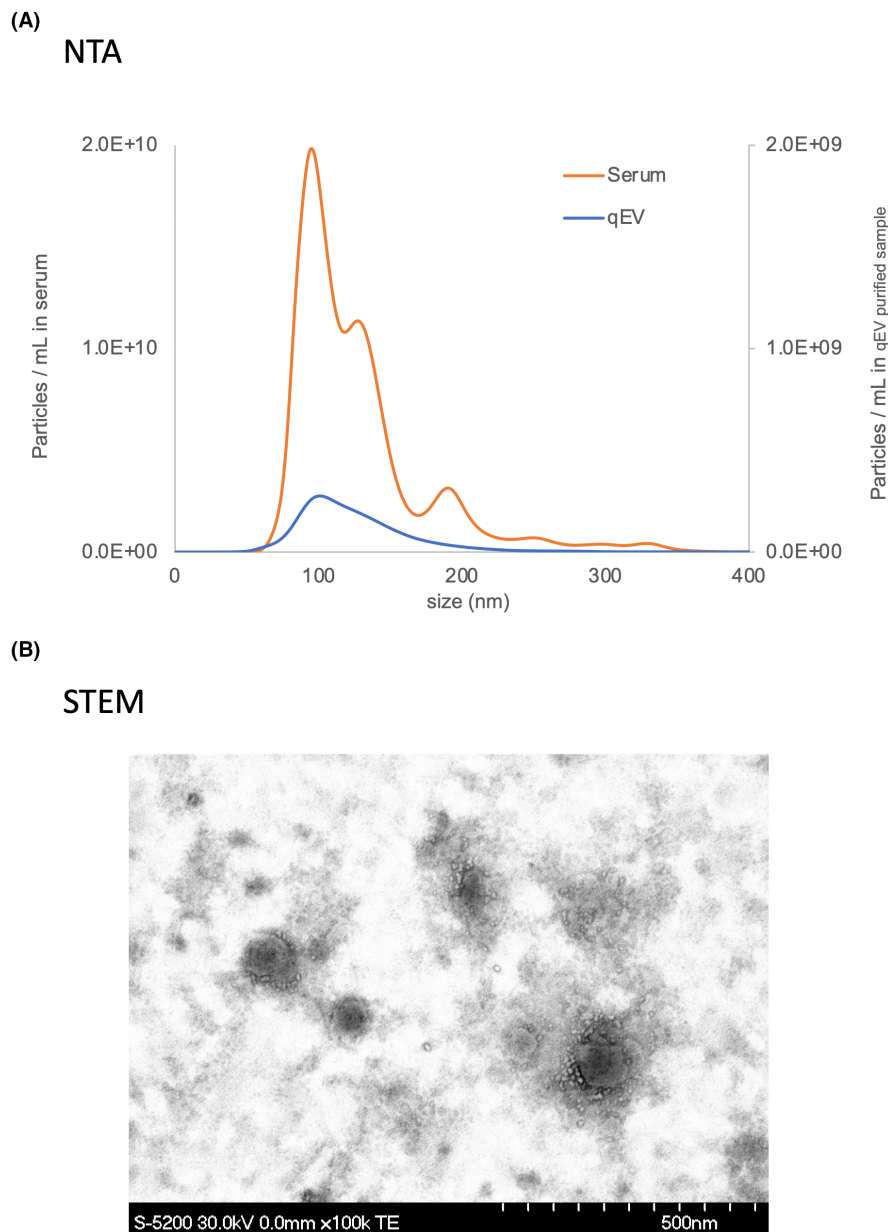 (A)
NTA
2.0E+10
2.0E+09
Serum
qEV
Particles / mL in serum
Particles / mL in qEV purified sample
1.0E+10
1.0E+09
0.0E+00
0.0E+00
0
100
200
300
400
size (nm)
(B)
STEM
S-5200 30.0kV 0.0mm x100k TE
500nm